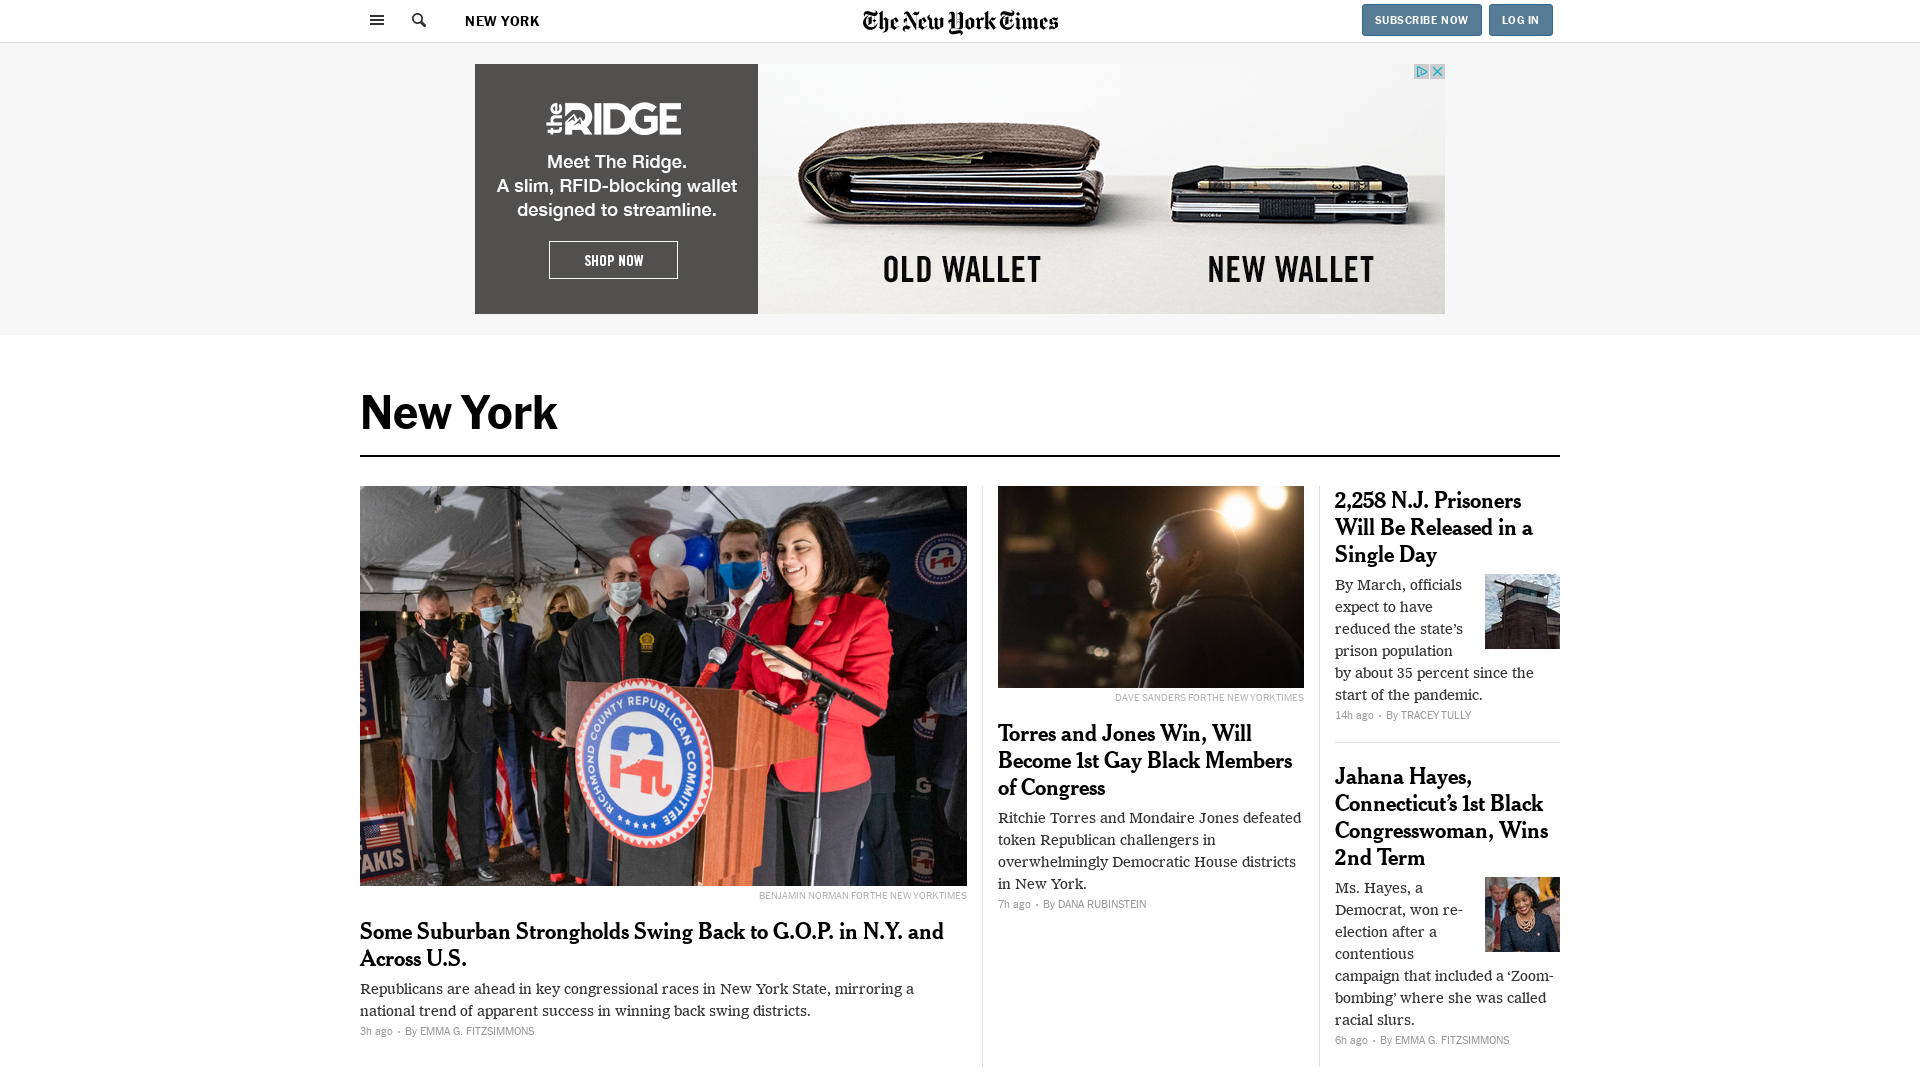 NEW YORK
The New York Times
SUBSCRIBE NOW
LOG IN
the RIDGE
Meet The Ridge.
A slim, RFID-blocking wallet
designed to streamline.
SHOP NOW
OLD WALLET
NEW WALLET
New York
RICHMOND COUNTY REPUBLICAN COMMITTEE
BENJAMIN NORMAN FOR THE NEW YORK TIMES
Some Suburban Strongholds Swing Back to G.O.P. in N.Y. and
Across U.S.
Republicans are ahead in key congressional races in New York State, mirroring a
national trend of apparent success in winning back swing districts.
3h ago • By EMMA G. FITZSIMMONS
DAVE SANDERS FOR THE NEW YORK TIMES
Torres and Jones Win, Will
Become 1st Gay Black Members
of Congress
Ritchie Torres and Mondaire Jones defeated
token Republican challengers in
overwhelmingly Democratic House districts
in New York.
7h ago • By DANA RUBINSTEIN
2,258 N.J. Prisoners
Will Be Released in a
Single Day
By March, officials
expect to have
reduced the state’s
prison population
by about 35 percent since the
start of the pandemic.
14h ago • By TRACEY TULLY
Jahana Hayes,
Connecticut’s 1st Black
Congresswoman, Wins
2nd Term
Ms. Hayes, a
Democrat, won re-
election after a
contentious
campaign that included a ‘Zoom-
bombing’ where she was called
racial slurs.
6h ago • By EMMA G. FITZSIMMONS